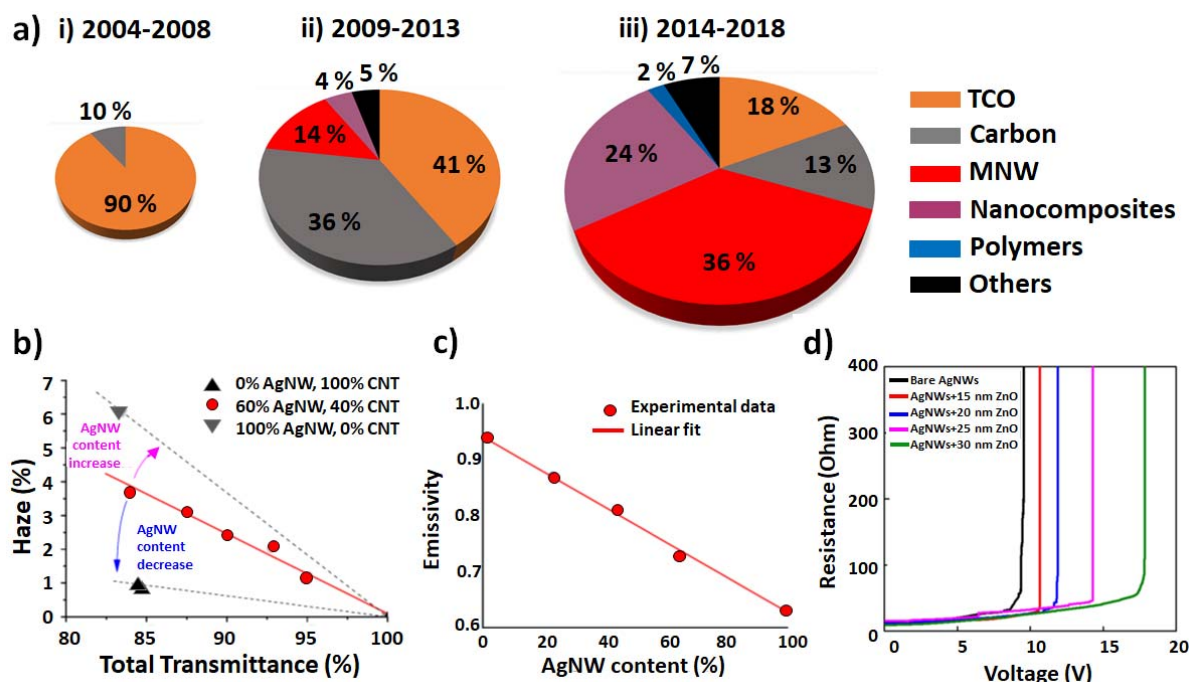 a)
i) 2004-2008
ii) 2009-2013
iii) 2014-2018
10 %
90 %
4 %
5 %
14 %
41 %
36 %
2 %
7 %
18 %
24 %
13 %
36 %
TCO
Carbon
MNW
Nanocomposites
Polymers
Others
b)
7
6
5
4
3
2
1
0
Haze (%)
0% AgNW, 100% CNT
60% AgNW, 40% CNT
100% AgNW, 0% CNT
AgNW
content
increase
AgNW
content
decrease
80 85 90 95 100
Total Transmittance (%)
c)
1.0
0.9
0.8
0.7
0.6
Emissivity
Experimental data
Linear fit
0 20 40 60 80 100
AgNW content (%)
d)
400
300
200
100
0
Resistance (Ohm)
Bare AgNWs
AgNWs+15 nm ZnO
AgNWs+20 nm ZnO
AgNWs+25 nm ZnO
AgNWs+30 nm ZnO
0 5 10 15 20
Voltage (V)